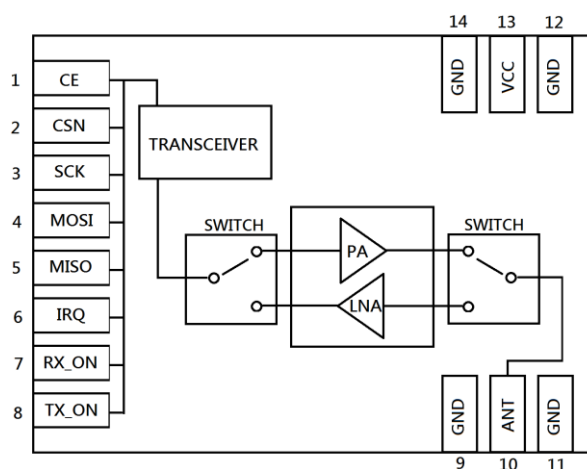 14 13 12
GND VCC GND
1 CE
2 CSN
3 SCK
4 MOSI
5 MISO
6 IRQ
7 RX_ON
8 TX_ON
TRANSCEIVER
SWITCH
PA
LNA
SWITCH
GND ANT GND
9 10 11